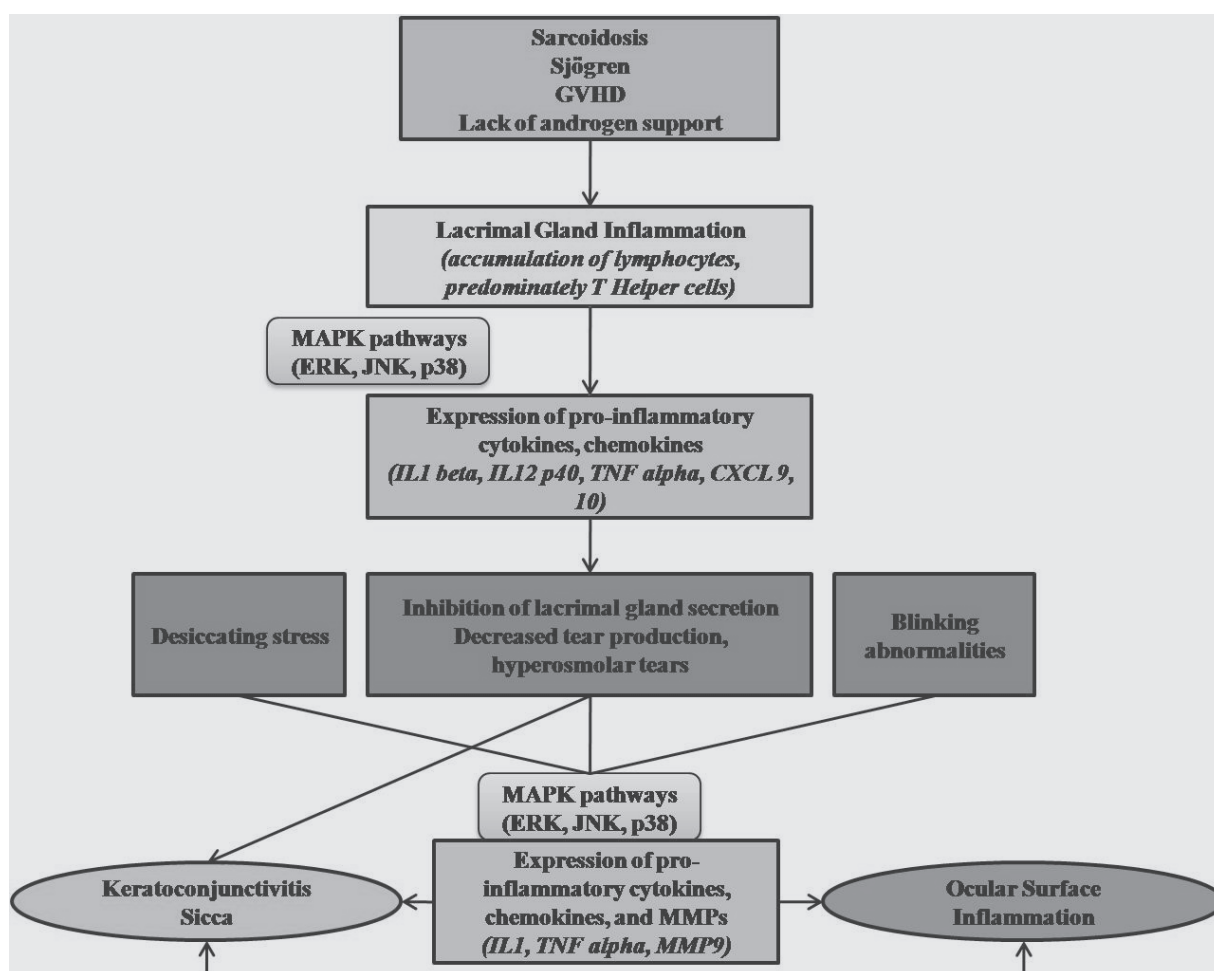 Sarcoidosis
Sjögren
GVHD
Lack of androgen support
Lacrimal Gland Inflammation
(accumulation of lymphocytes,
predominately T Helper cells)
MAPK pathways
(ERK, JNK, p38)
Expression of pro-inflammatory
cytokines, chemokines
(IL1 beta, IL12 p40, TNF alpha, CXCL 9,
10)
Desiccating stress
Inhibition of lacrimal gland secretion
Decreased tear production,
hyperosmolar tears
Blinking
abnormalities
MAPK pathways
(ERK, JNK, p38)
Keratoconjunctivitis
Sicca
Expression of pro-
inflammatory cytokines,
chemokines, and MMPs
(IL1, TNF alpha, MMP9)
Ocular Surface
Inflammation